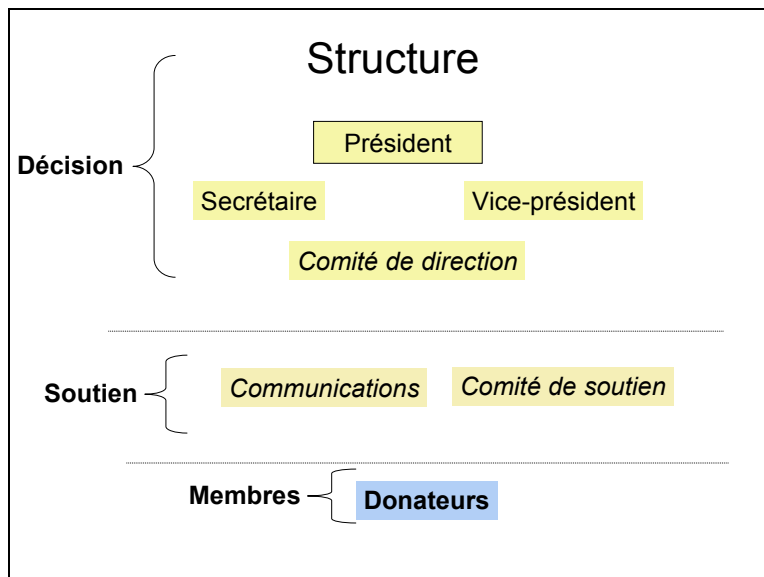 Structure
Président
Décision
Secrétaire
Vice-président
Comité de direction
Soutien
Communications
Comité de soutien
Membres
Donateurs